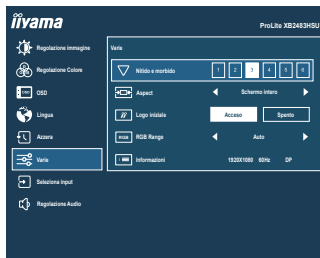 iiyama
ProLite XB2483HSU
Regolazione immagine
Regolazione Colore
OSD
Lingua
Azzera
Varie
Seleziona Input
Regolazione Audio
Varie
Nitido e morbido 1 2 3 4 5 6
Aspect Schermo intero
Logo iniziale Acceso Spento
RGB Range Auto
Informazioni 1920X1080 60Hz DP